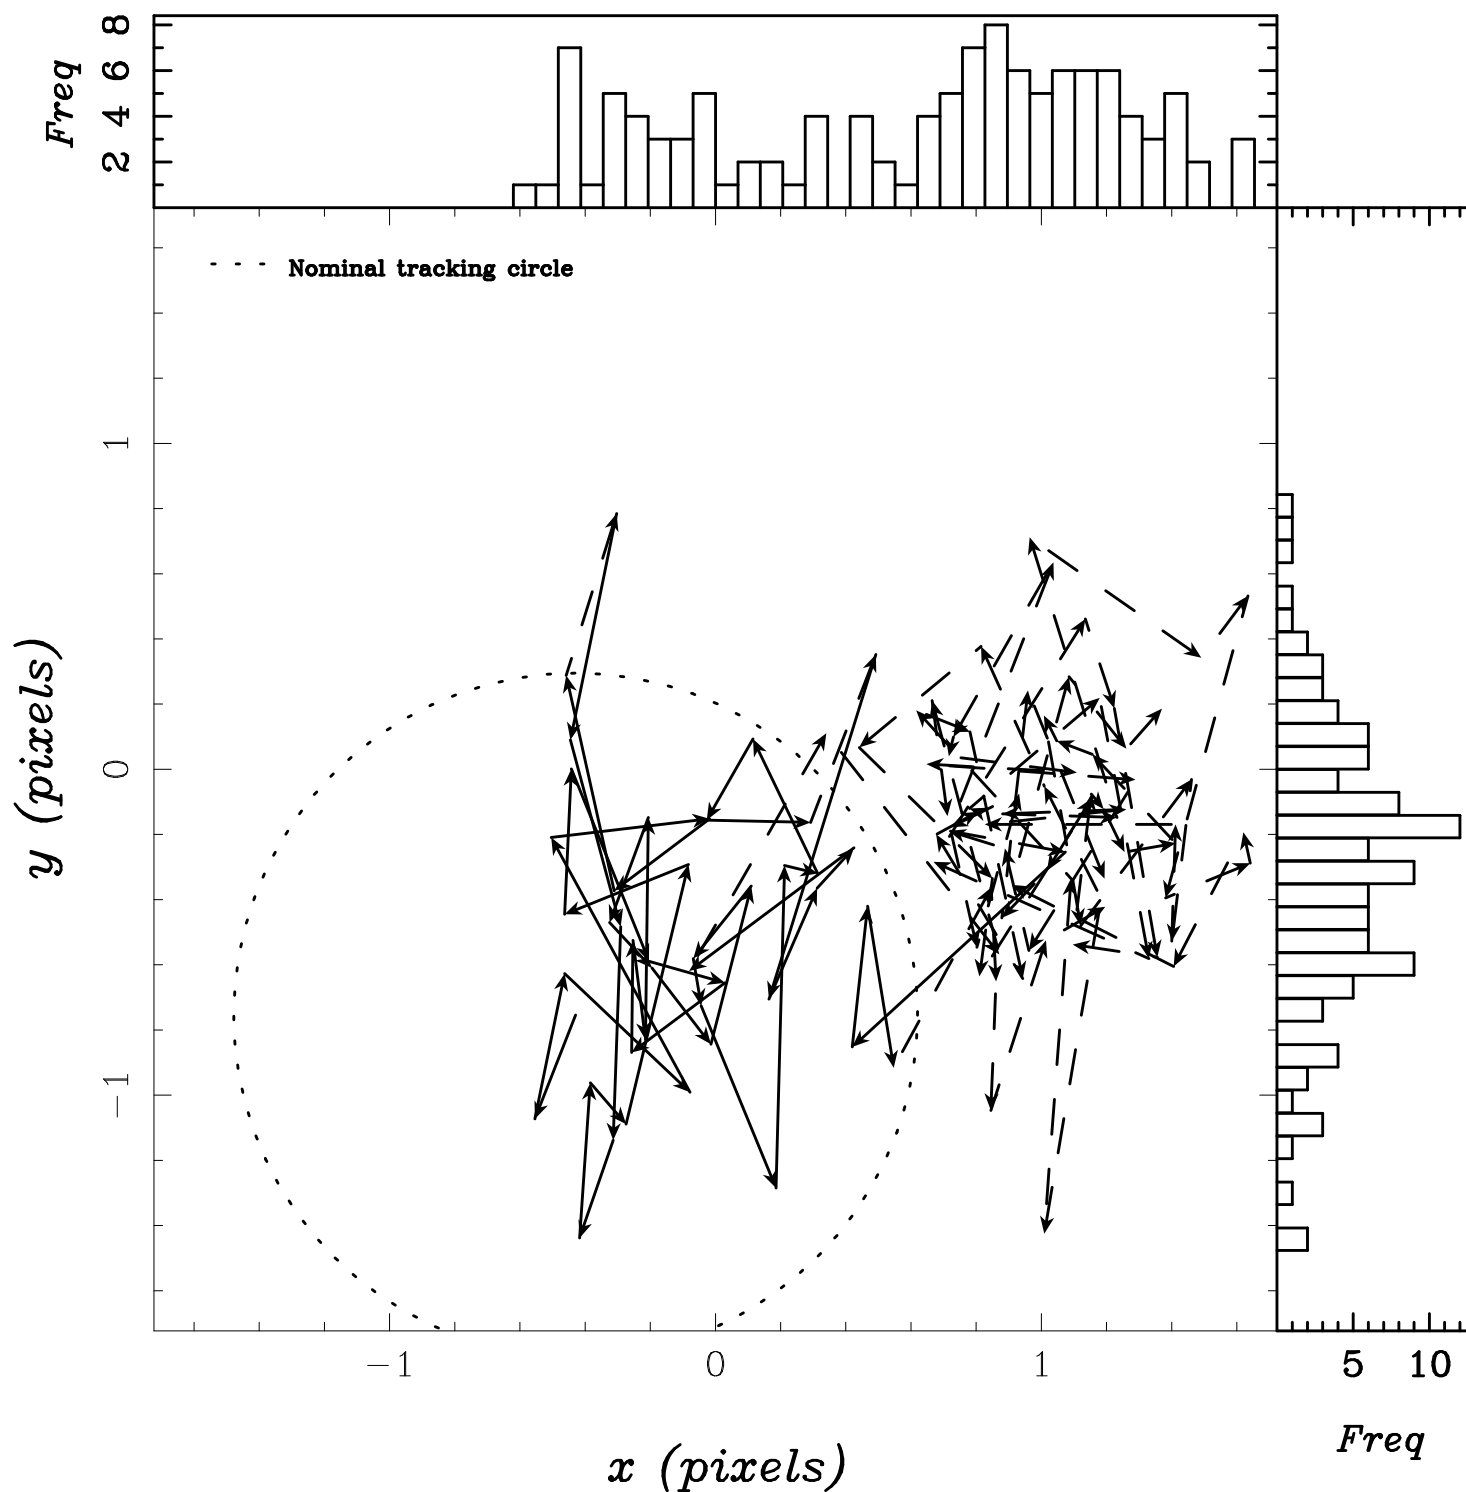 Freq
2 4 6 8
Nominal tracking circle
y (pixels)
1
0
−1
−1 0 1
5 10
x (pixels)
Freq